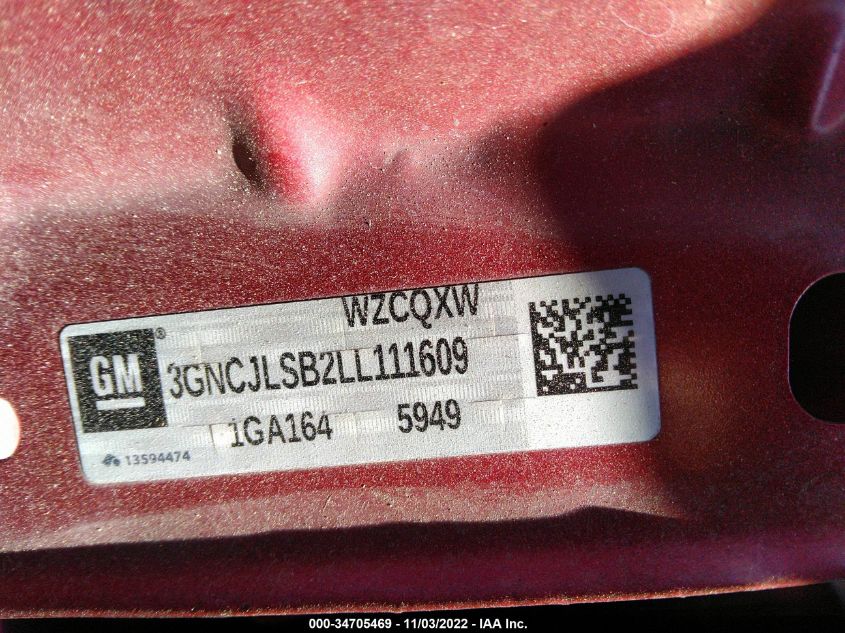 WZCQXW
GM®
3GNCJLSB2LL111609
1GA164 5949
13594474
000-34705469 - 11/03/2022 - IAA Inc.